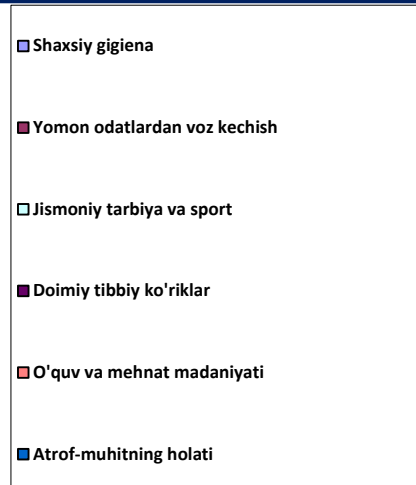 Shaxsiy gigiena
Yomon odatlardan voz kechish
Jismoniy tarbiya va sport
Doimiy tibbiy ko'riklar
O'quv va mehnat madaniyati
Atrof-muhitning holati